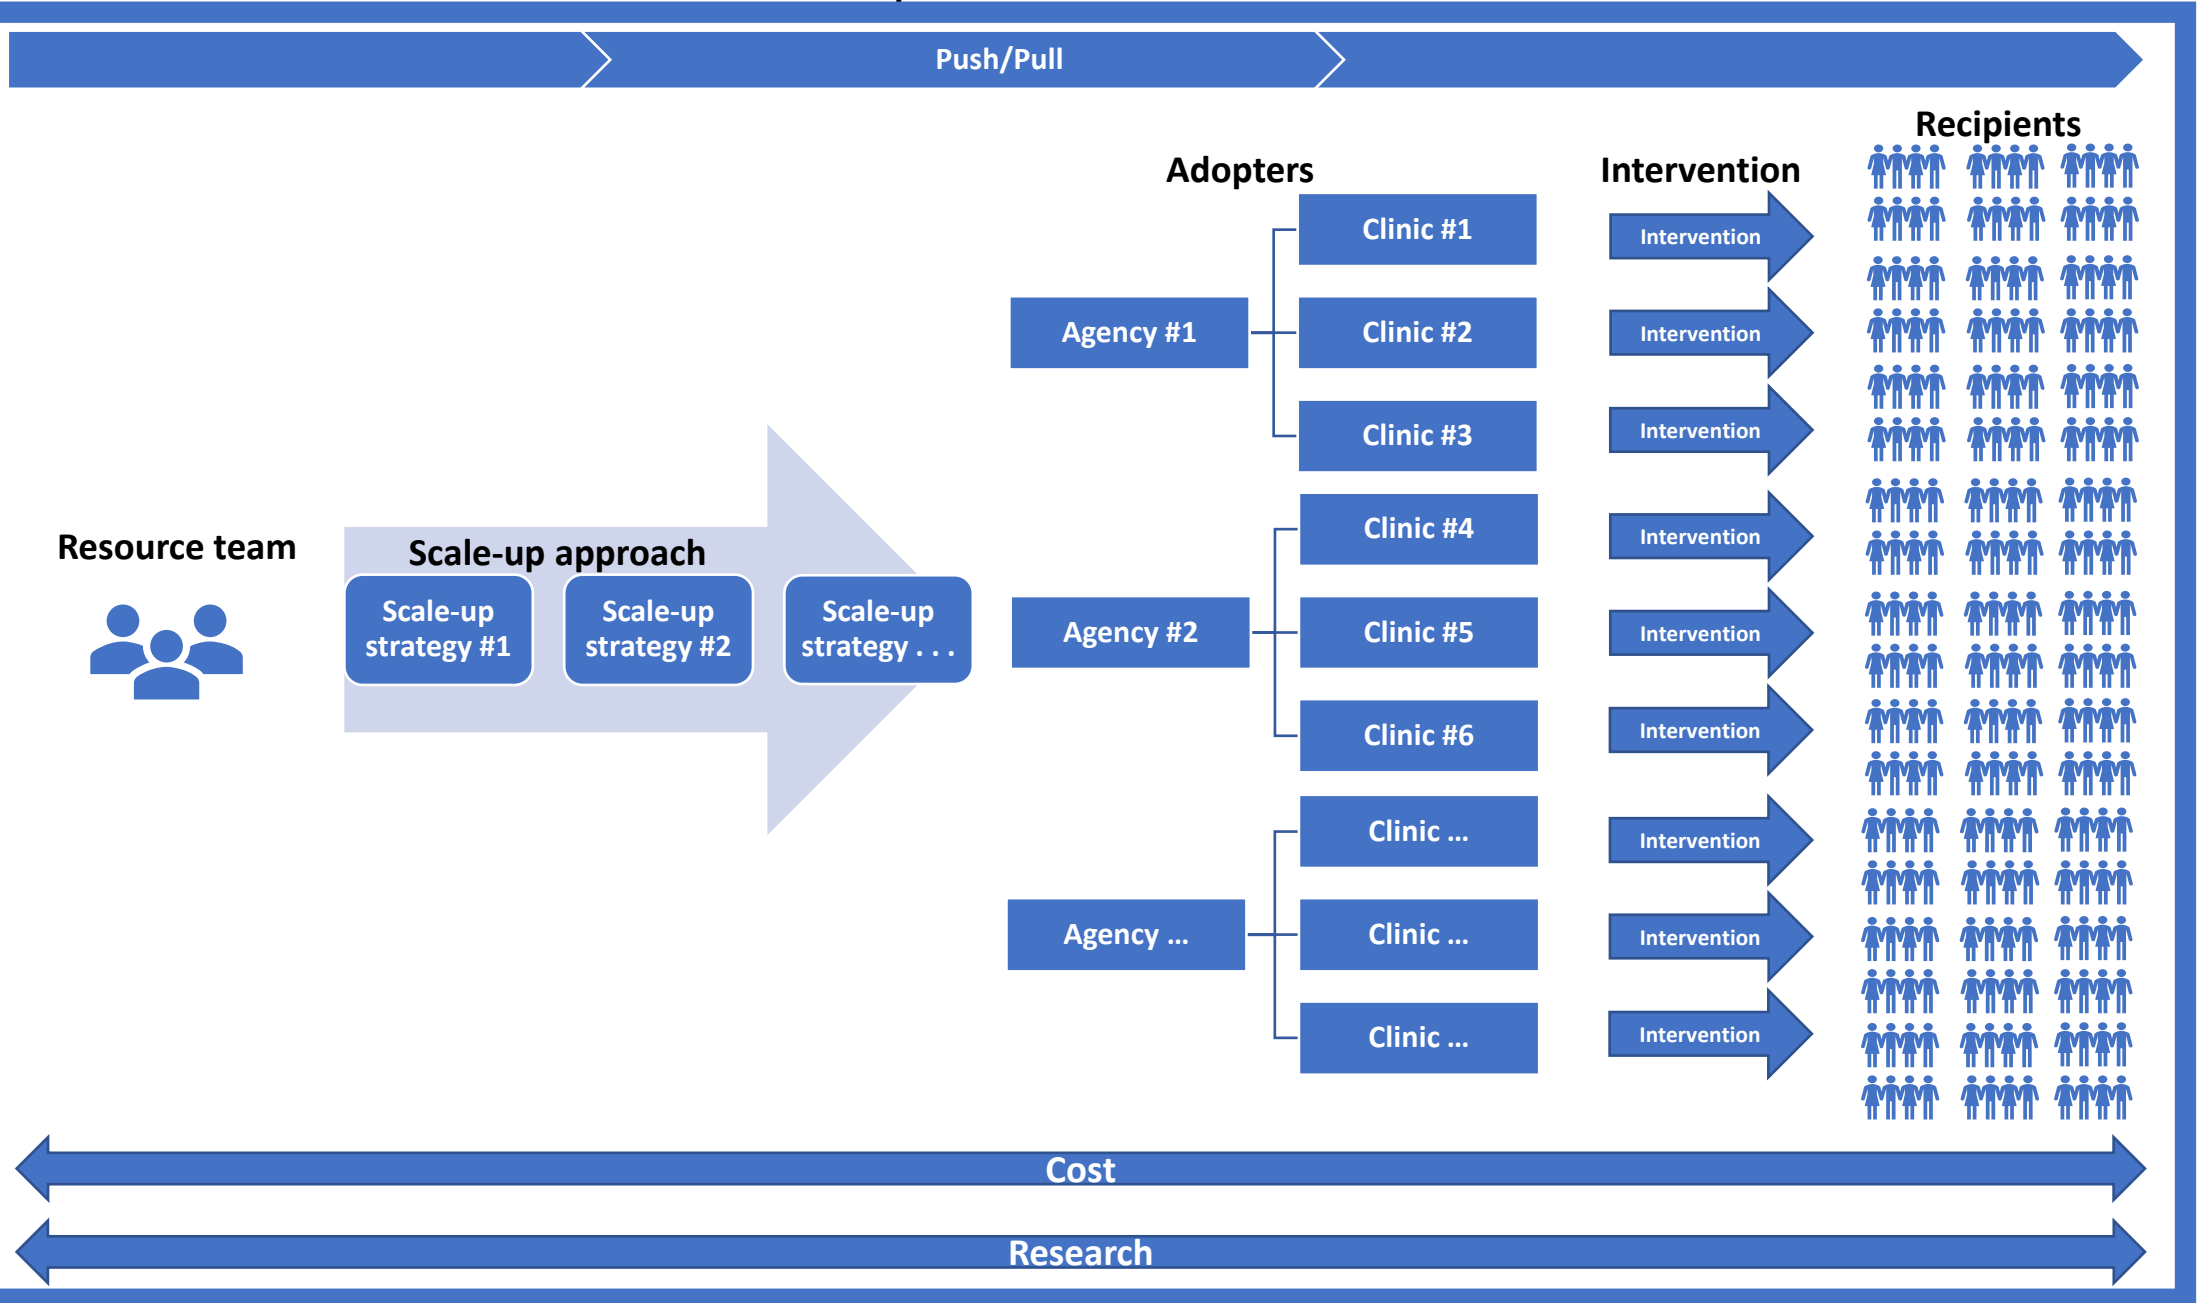 Push/Pull
Recipients
Adopters
Intervention
Clinic #1
Intervention
Agency #1
Clinic #2
Intervention
Clinic #3
Intervention
Resource team
Scale-up approach
Scale-up
strategy #1
Scale-up
strategy #2
Scale-up
strategy . . .
Clinic #4
Intervention
Agency #2
Clinic #5
Intervention
Clinic #6
Intervention
Clinic ...
Intervention
Agency ...
Clinic ...
Intervention
Clinic ...
Intervention
Cost
Research